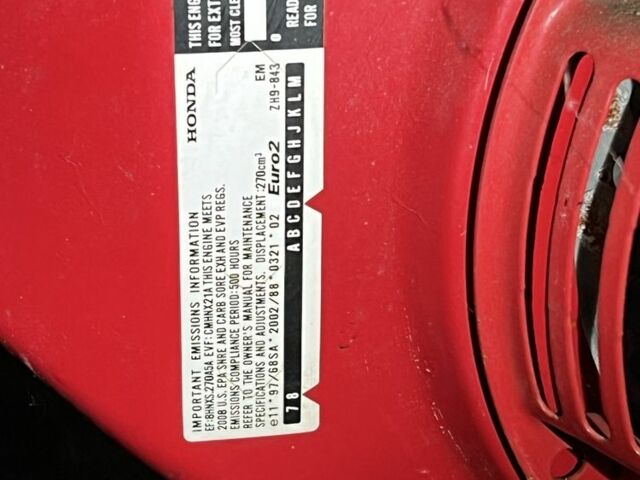 THIS ENG
FOR EXT
MOST CLE
0
READ
FOR
IMPORTANT EMISSIONS INFORMATION
HONDA
EF:8HNXS.270A5A EVF:CMHNX21A THIS ENGINE MEETS
2008 U.S. EPA SNRE AND CARB SORE EXH AND EVP REGS.
EMISSIONS COMPLIANCE PERIOD:500 HOURS
REFER TO THE OWNER'S MANUAL FOR MAINTENANCE
SPECIFICATIONS AND ADJUSTMENTS. DISPLACEMENT:270cm³ EM
e11*97/68SA*2002/88*0321*02 Euro2 ZH9-843
78 ABCDEFGHJKLM